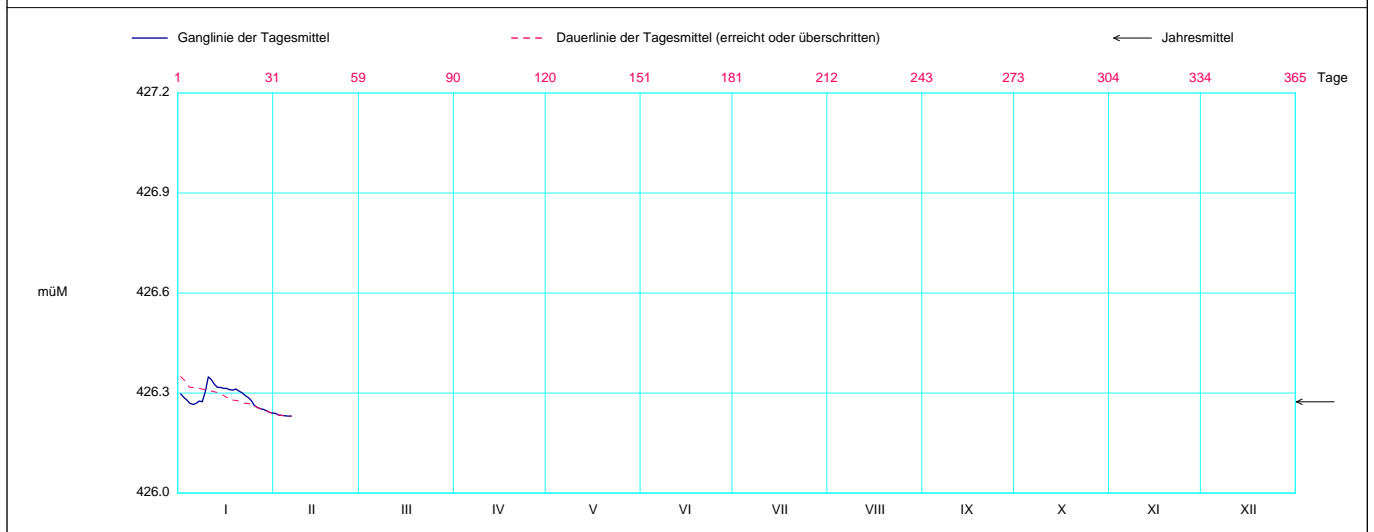 Ganglinie der Tagesmittel Dauerlinie der Tagesmittel (erreicht oder überschritten) Jahresmittel
1 31 59 90 120 151 181 212 243 273 304 334 365 Tage
427.2
426.9
müM 426.6
426.3
426.0
I II III IV V VI VII VIII IX X XI XII